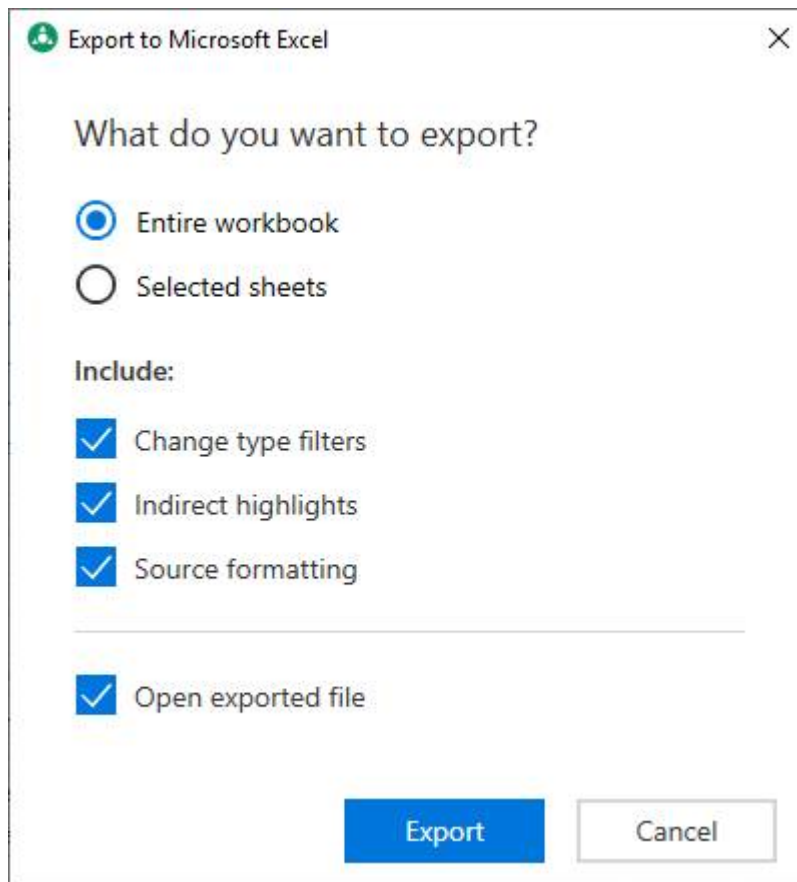 Export to Microsoft Excel
What do you want to export?
Entire workbook
Selected sheets
Include:
Change type filters
Indirect highlights
Source formatting
Open exported file
Export Cancel